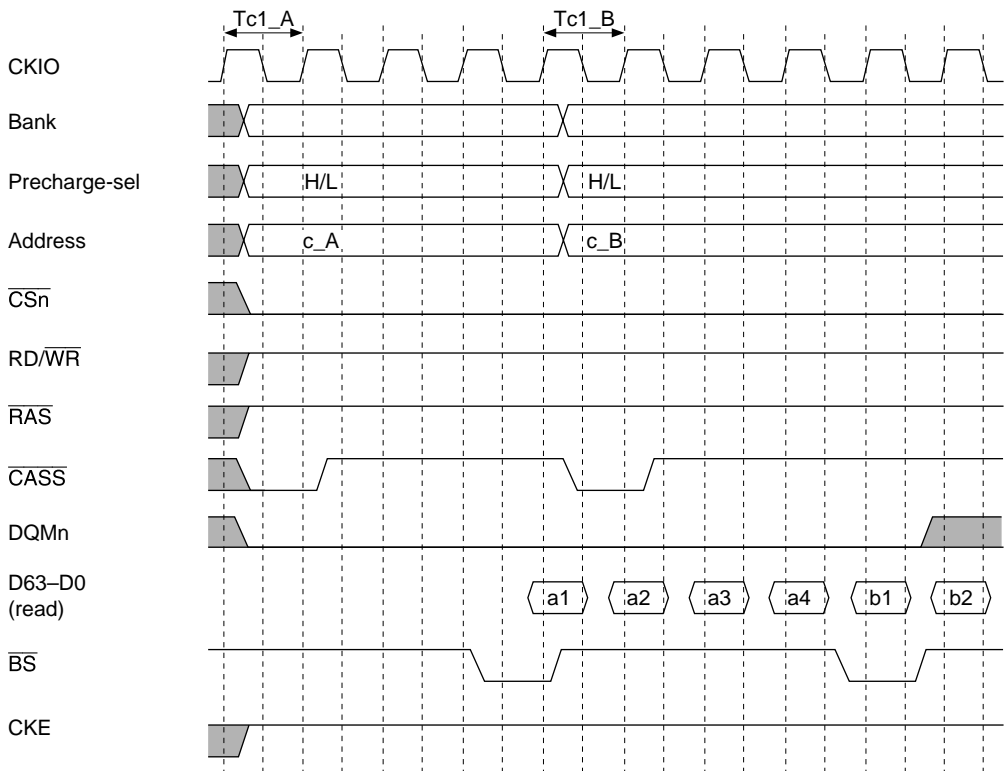 Tc1_A Tc1_B
CKIO
Bank
Precharge-sel H/L H/L
Address c_A c_B
CSn
RD/WR
RAS
CASS
DQMn
D63–D0
(read)
a1 a2 a3 a4 b1 b2
BS
CKE